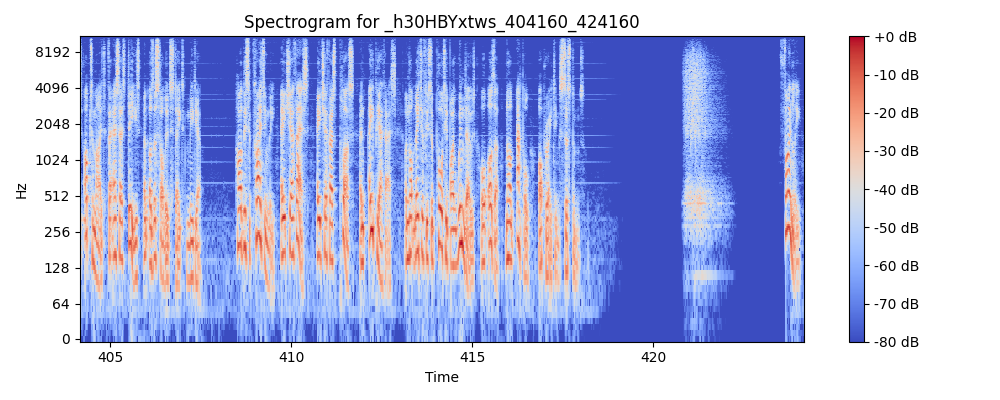 Spectrogram for _h30HBYxtws_404160_424160
8192
4096
2048
1024
512
256
128
64
0
Hz
405
410
415
420
Time
+0 dB
-10 dB
-20 dB
-30 dB
-40 dB
-50 dB
-60 dB
-70 dB
-80 dB